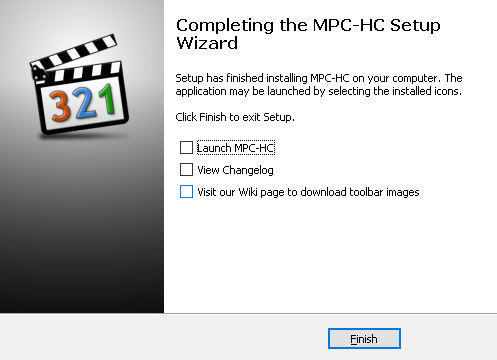 Completing the MPC-HC Setup
Wizard
Setup has finished installing MPC-HC on your computer. The
application may be launched by selecting the installed icons.
Click Finish to exit Setup.
321
Launch MPC-HC
View Changelog
Visit our Wiki page to download toolbar images
Finish